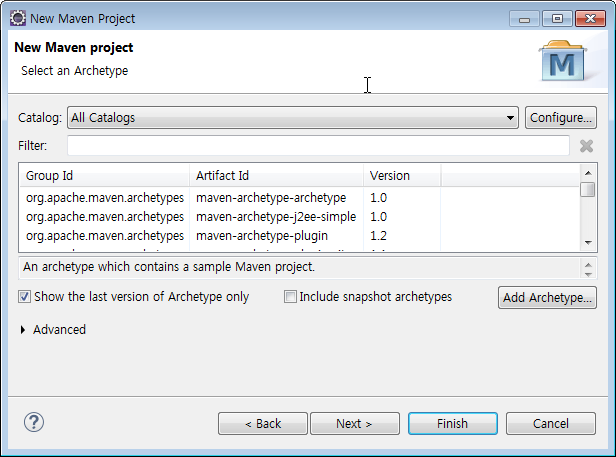 New Maven Project
New Maven project
Select an Archetype
M
Catalog: All Catalogs Configure...
Filter:
Group Id Artifact Id Version
org.apache.maven.archetypes maven-archetype-archetype 1.0
org.apache.maven.archetypes maven-archetype-j2ee-simple 1.0
org.apache.maven.archetypes maven-archetype-plugin 1.2
An archetype which contains a sample Maven project.
Show the last version of Archetype only Include snapshot archetypes Add Archetype...
Advanced
? < Back Next > Finish Cancel